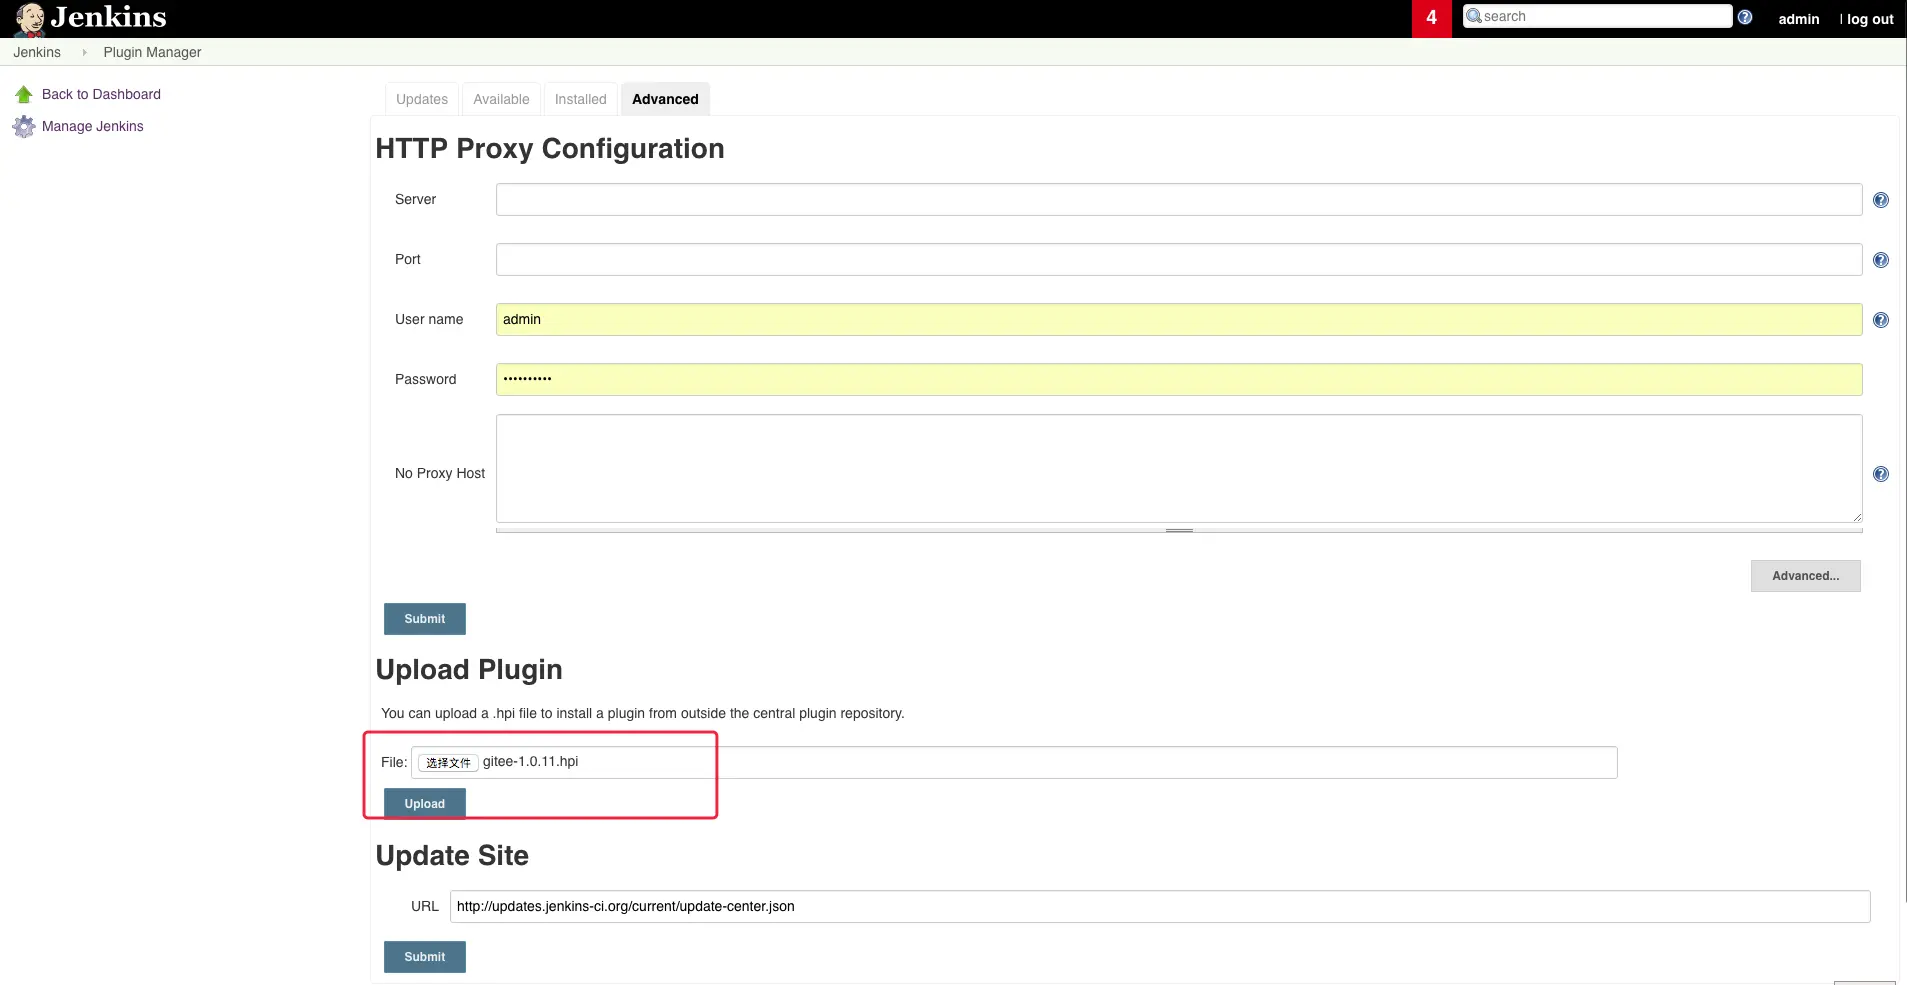 Jenkins
4
search
admin
| log out
Jenkins
Plugin Manager
Back to Dashboard
Manage Jenkins
Updates
Available
Installed
Advanced
HTTP Proxy Configuration
Server
Port
User name
admin
Password
••••••••••
No Proxy Host
Advanced...
Submit
Upload Plugin
You can upload a .hpi file to install a plugin from outside the central plugin repository.
File: 选择文件 gitee-1.0.11.hpi
Upload
Update Site
URL http://updates.jenkins-ci.org/current/update-center.json
Submit